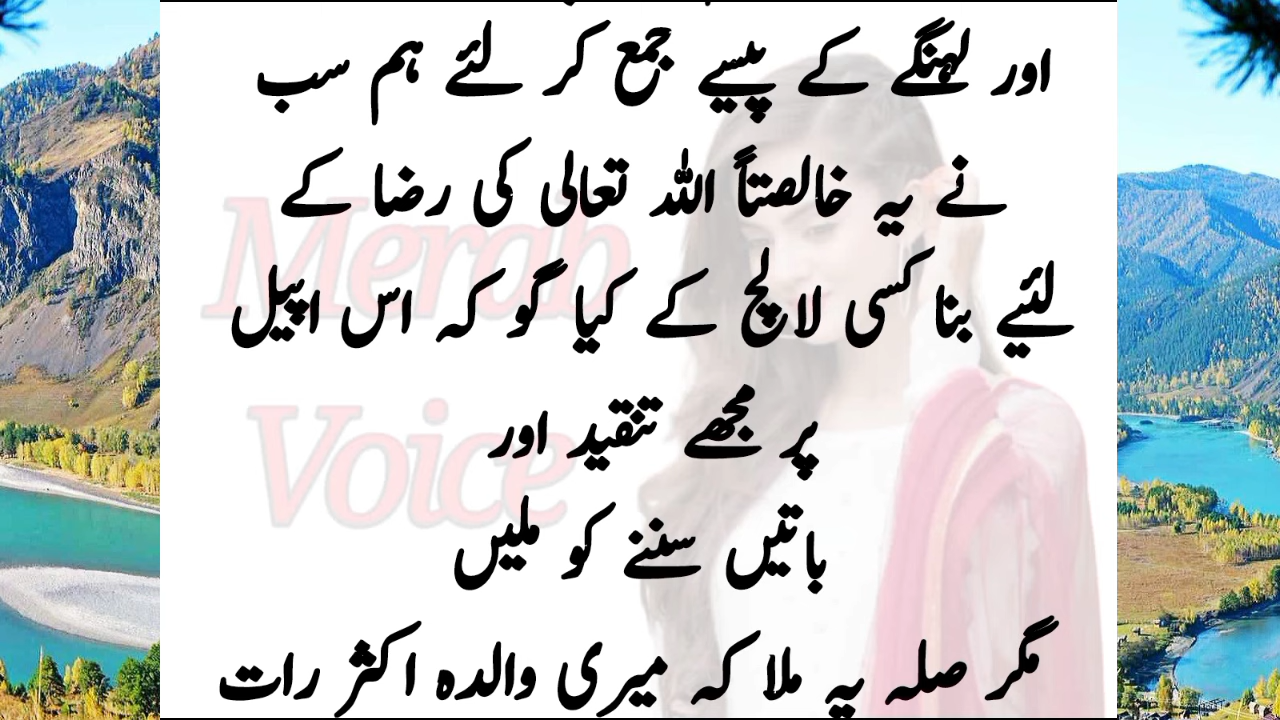 اور لہنگے کے پیسے جمع کر لئے ہم سب
نے یہ خالصتاً اللہ تعالی کی رضا کے
لئیے بنا کسی لالچ کے کیا گو کہ اس اپیل
پر مجھے تنقید اور
باتیں سننے کو ملیں
مگر صلہ یہ ملا کہ میری والدہ اکثر رات
Merab
Voice